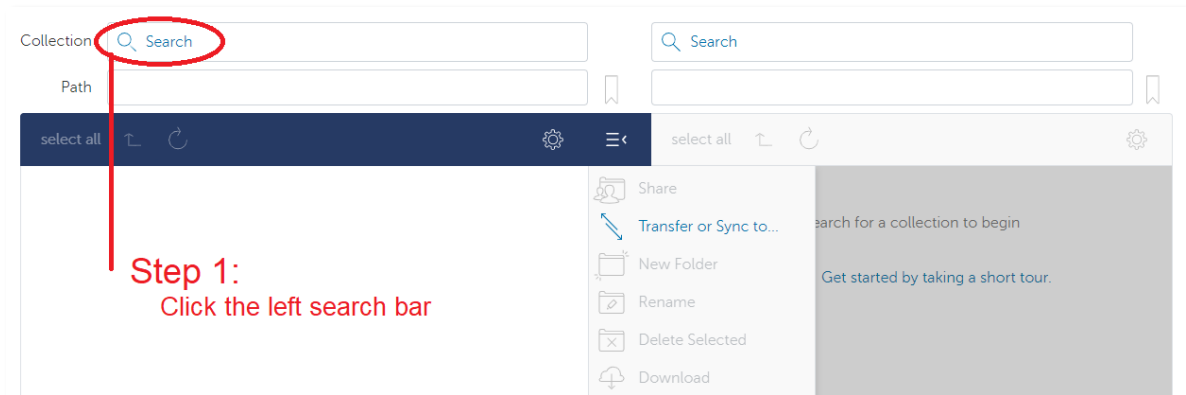 Collection Search Search
Path
select all select all
Share
Transfer or Sync to... earch for a collection to begin
New Folder
Get started by taking a short tour.
Step 1:
Rename
Click the left search bar
Delete Selected
Download